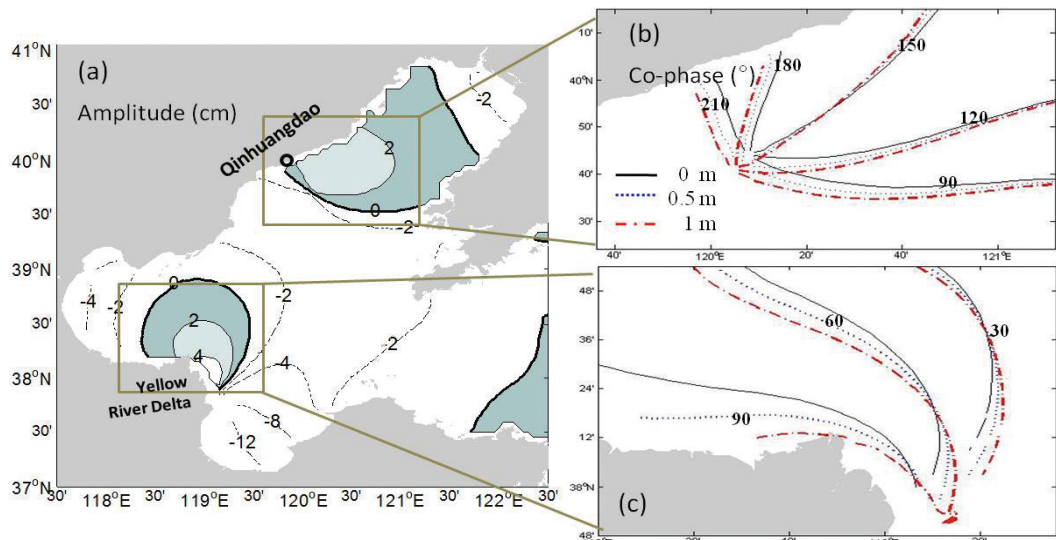 (a)
Amplitude (cm)
Qinhuangdao
Yellow
River Delta
41°N
30'
40°N
30'
39°N
30'
38°N
30'
37°N
30'
118°E
30'
119°E
30'
120°E
30'
121°E
30'
122°E
30'
-2
2
0
-2
-4
-2
0
2
4
-2
-4
-2
-8
-12
(b)
Co-phase (°)
210
180
150
120
90
0 m
0.5 m
1 m
10'
40°N
50'
40'
30'
40'
120°E
20'
40'
121°E
(c)
60
30
90
48'
36'
24'
12'
38°N
48'